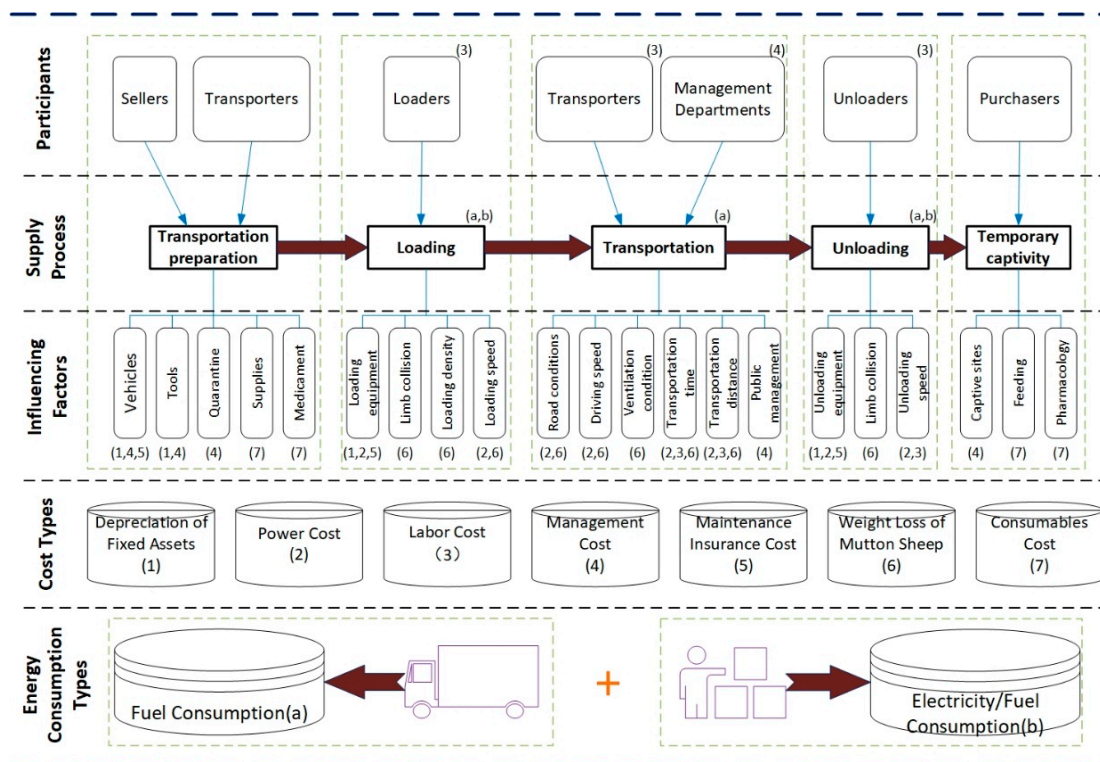 Participants
Sellers
Transporters
(3)
Loaders
(3)
Transporters
(4)
Management
Departments
(3)
Unloaders
Purchasers
Supply
Process
Transportation
preparation
(a,b)
Loading
(a)
Transportation
(a,b)
Unloading
Temporary
captivity
Influencing
Factors
Vehicles
Tools
Quarantine
Supplies
Medicament
Loading
equipment
Limb collision
Loading density
Loading speed
Road conditions
Driving speed
Ventilation
condition
Transportation
time
Transportation
distance
Public
management
Unloading
equipment
Limb collision
Unloading
speed
Captive sites
Feeding
Pharmacology
(1,4,5)
(1,4)
(4)
(7)
(7)
(1,2,5)
(6)
(6)
(2,6)
(2,6)
(2,6)
(6)
(2,3,6)
(2,3,6)
(4)
(1,2,5)
(6)
(2,3)
(4)
(7)
(7)
Cost Types
Depreciation of
Fixed Assets
(1)
Power Cost
(2)
Labor Cost
（3）
Management
Cost
(4)
Maintenance
Insurance Cost
(5)
Weight Loss of
Mutton Sheep
(6)
Consumables
Cost
(7)
Energy
Consumption
Types
Fuel Consumption(a)
+
Electricity/Fuel
Consumption(b)